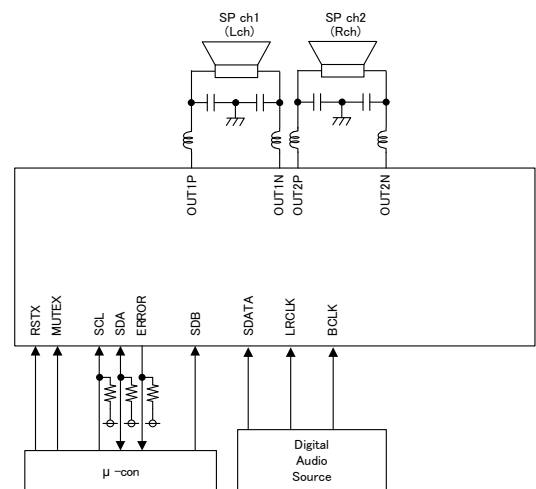 SP ch1
(Lch)
SP ch2
(Rch)
OUT1P
OUT1N
OUT2P
OUT2N
RSTX
MUTEX
SCL
SDA
ERROR
SDB
SDATA
LRCLK
BCLK
μ -con
Digital
Audio
Source